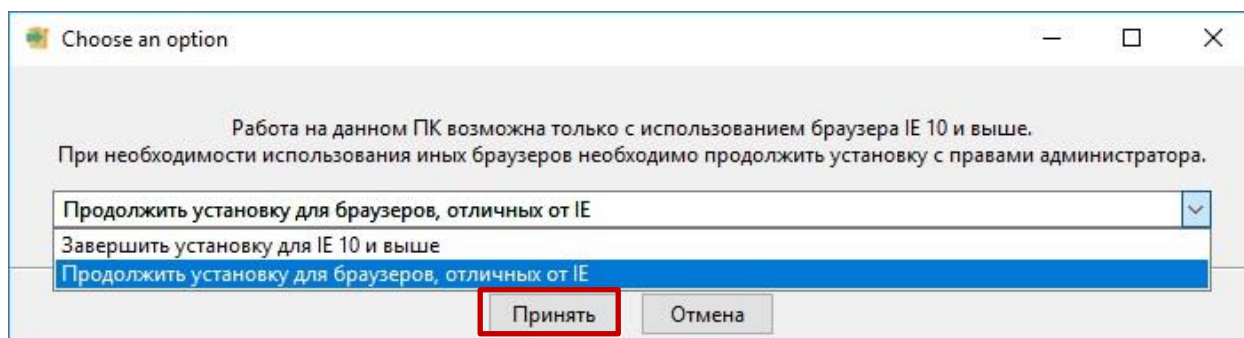 Choose an option
Работа на данном ПК возможна только с использованием браузера IE 10 и выше.
При необходимости использования иных браузеров необходимо продолжить установку с правами администратора.
Продолжить установку для браузеров, отличных от IE
Завершить установку для IE 10 и выше
Продолжить установку для браузеров, отличных от IE
Принять Отмена